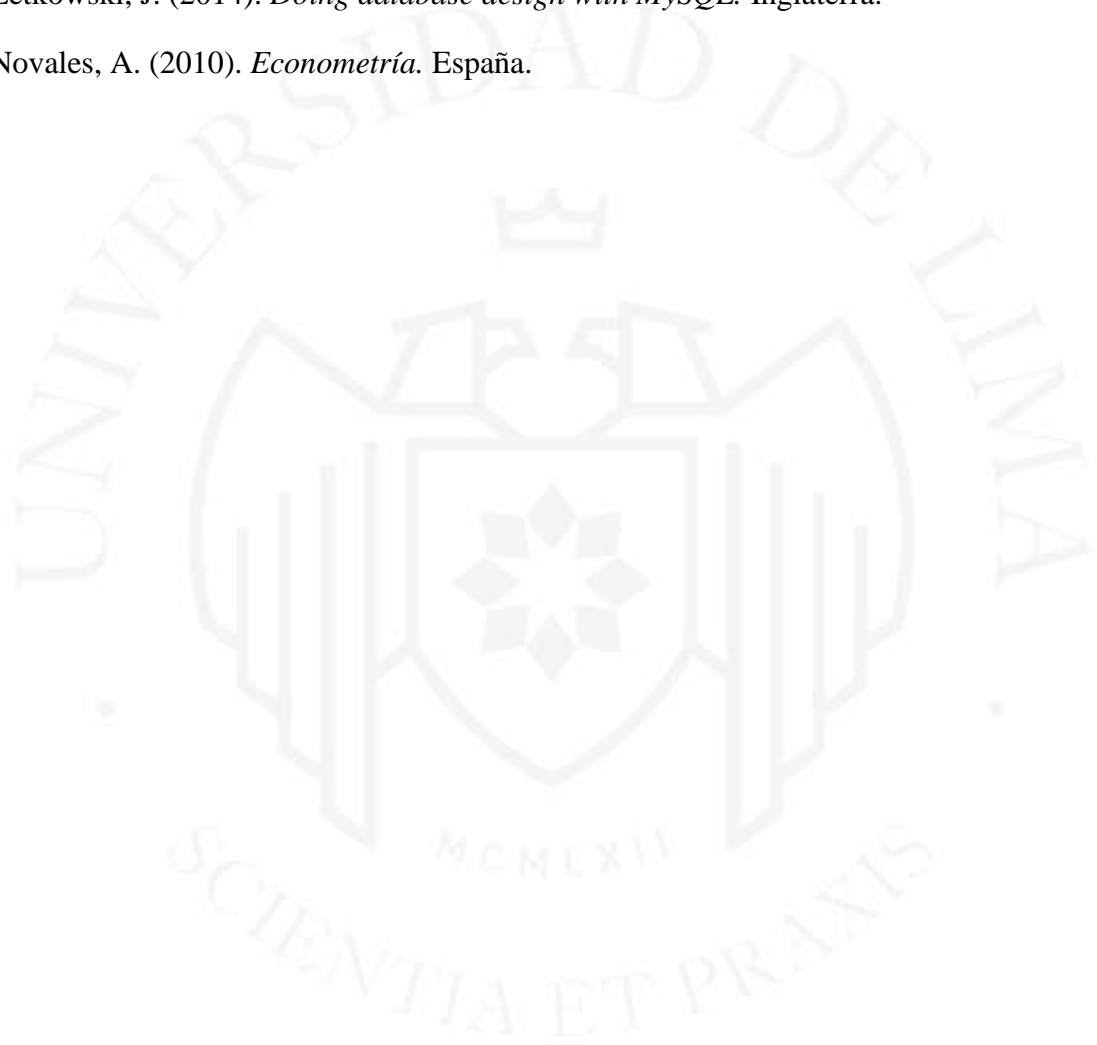 Letkowski, J. (2014). Doing database design with MySQL. Inglaterra.
Novales, A. (2010). Econometría. España.
UNIVERSIDAD DE LIMA
MCMLXII
SCIENTIA ET PRAXIS